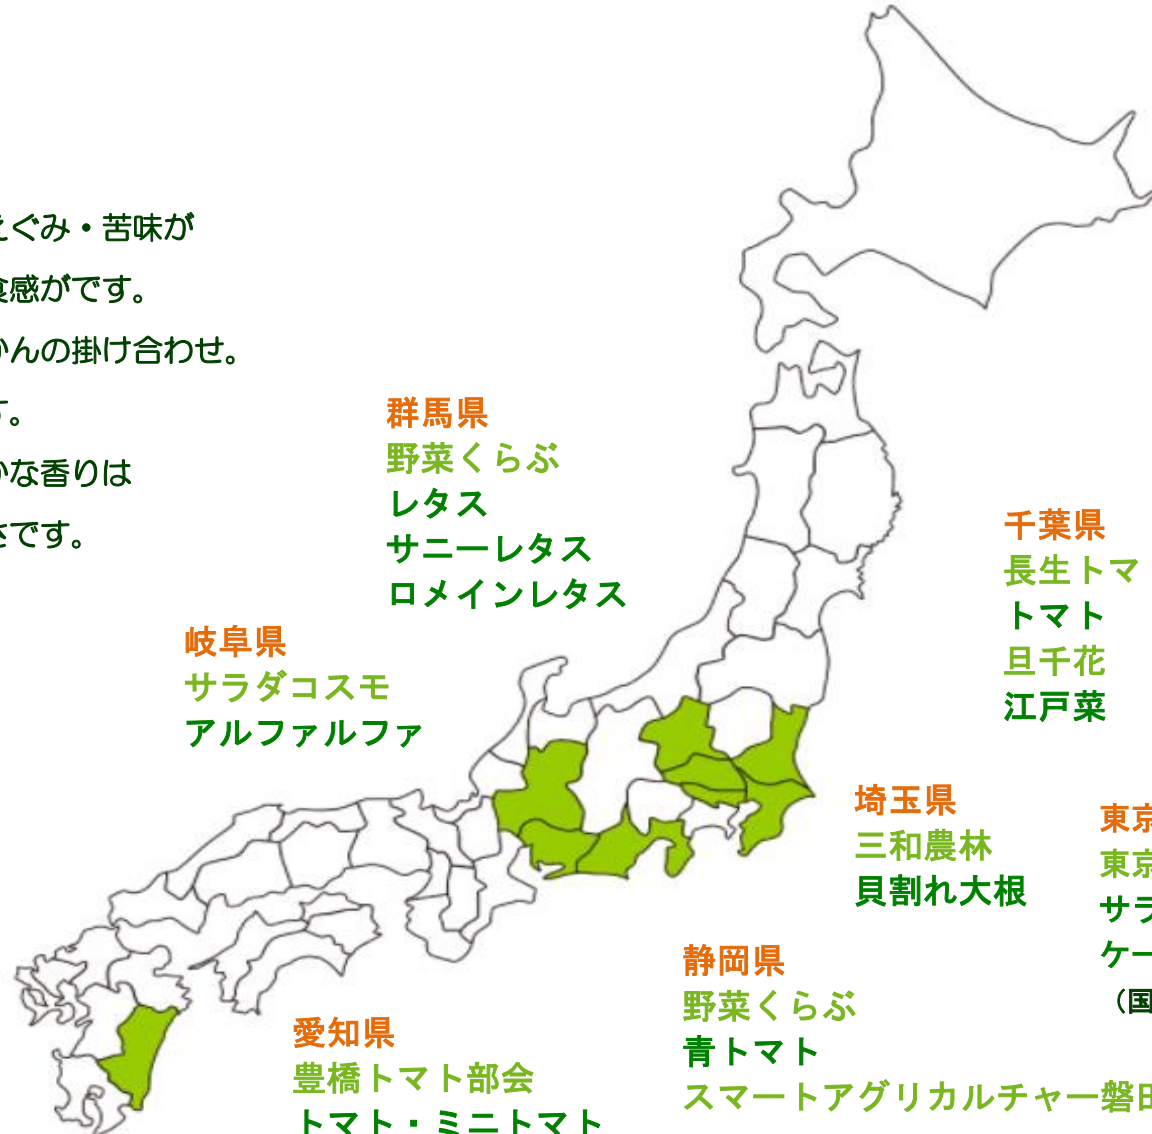 えぐみ・苦味が
食感がです。
かんの掛け合わせ。
す。
かな香りは
さです。
群馬県
野菜くらぶ
レタス
サニーレタス
ロメインレタス
千葉県
長生トマ
トマト
旦千花
江戸菜
岐阜県
サラダコスモ
アルファルファ
埼玉県
三和農林
貝割れ大根
東京
東京
サラ
ケー
（国
静岡県
野菜くらぶ
青トマト
スマートアグリカルチャー磐田
愛知県
豊橋トマト部会
トマト・ミニトマト